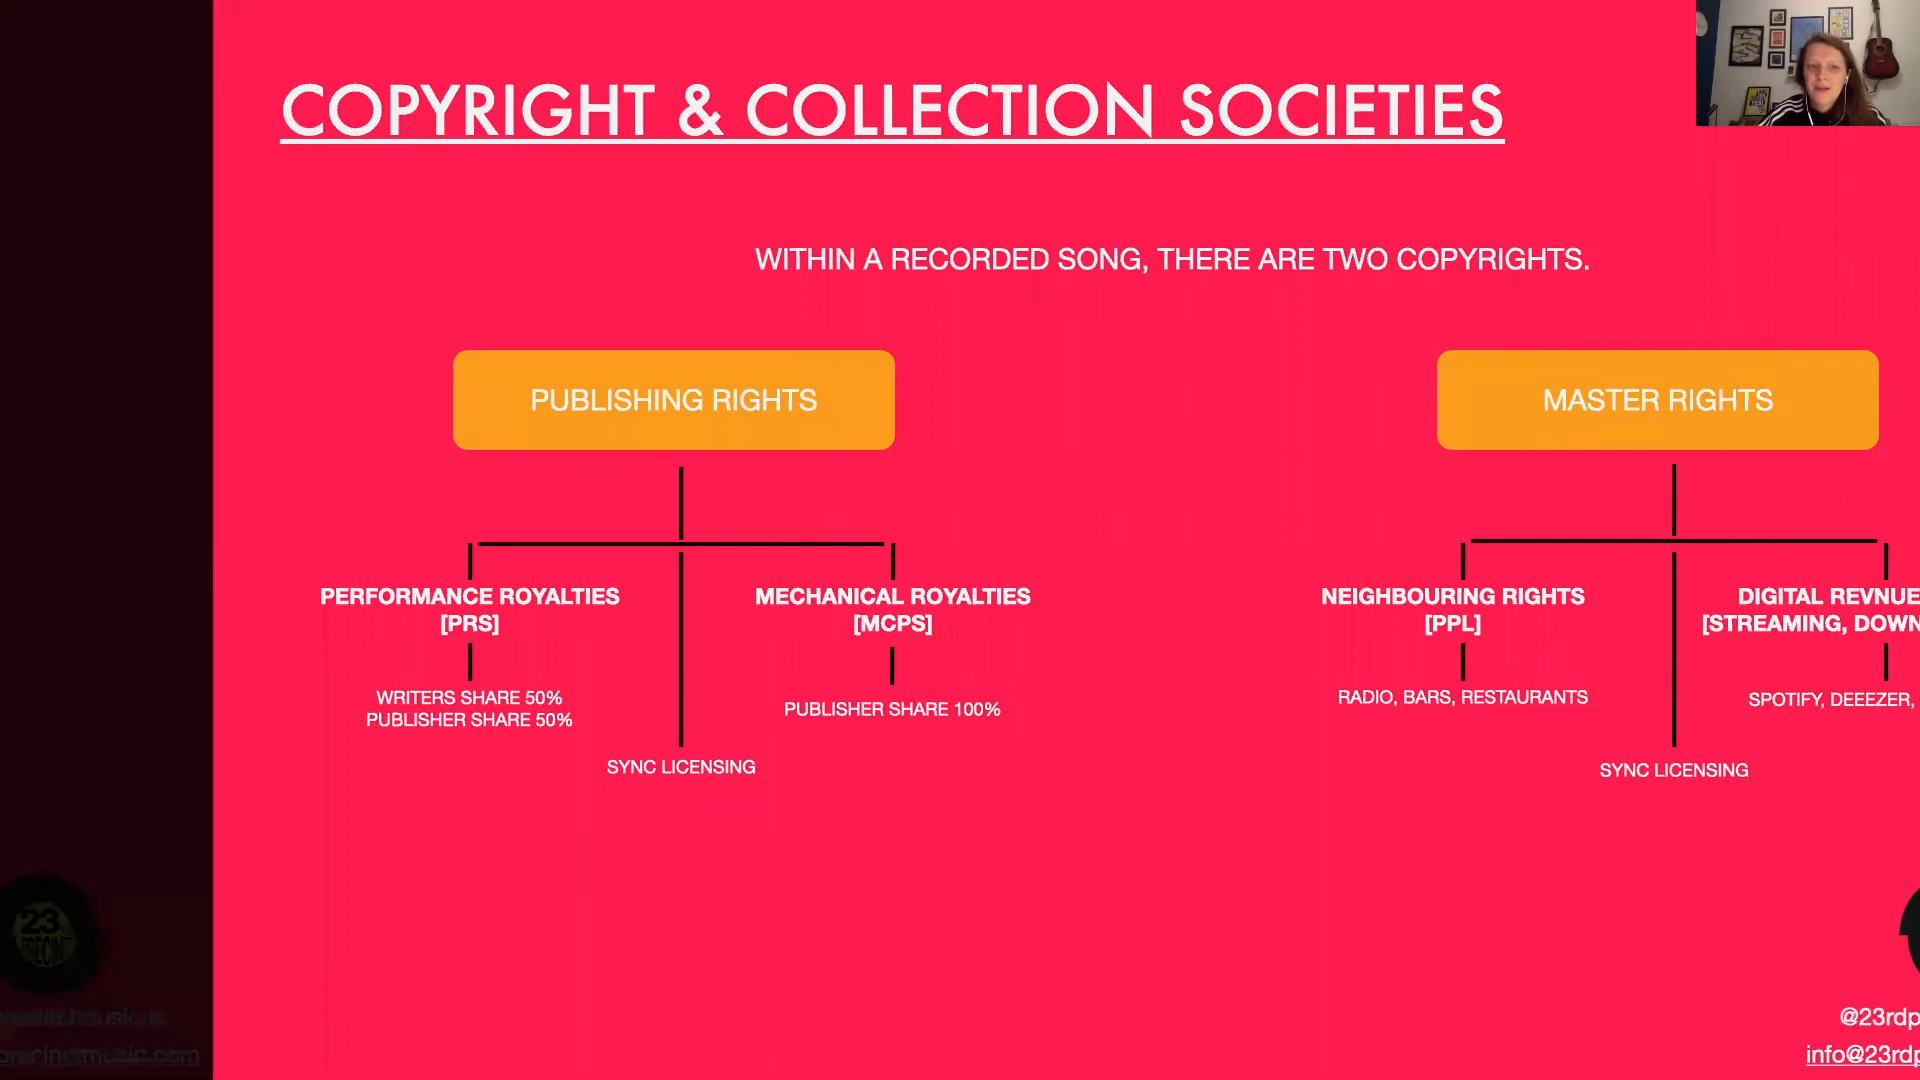 COPYRIGHT & COLLECTION SOCIETIES
WITHIN A RECORDED SONG, THERE ARE TWO COPYRIGHTS.
PUBLISHING RIGHTS
MASTER RIGHTS
PERFORMANCE ROYALTIES
[PRS]
WRITERS SHARE 50%
PUBLISHER SHARE 50%
SYNC LICENSING
MECHANICAL ROYALTIES
[MCPS]
PUBLISHER SHARE 100%
NEIGHBOURING RIGHTS
[PPL]
RADIO, BARS, RESTAURANTS
SYNC LICENSING
DIGITAL REVNUE
[STREAMING, DOWN
SPOTIFY, DEEEZER,
23
@23rdp
info@23rdp